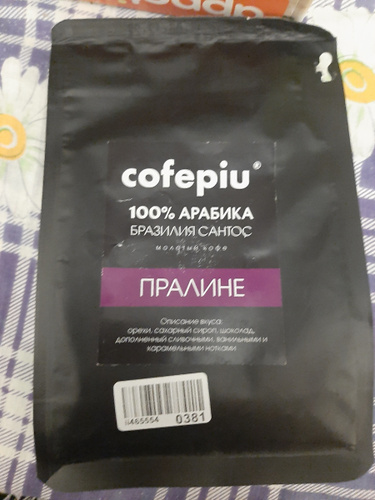 cofepiu®
100% АРАБИКА
БРАЗИЛИЯ САНТОС
молотый кофе
ПРАЛИНЕ
Описание вкуса:
орехи, сахарный сироп, шоколад,
дополненный сливочными, ванильными и
карамельными нотками
0381